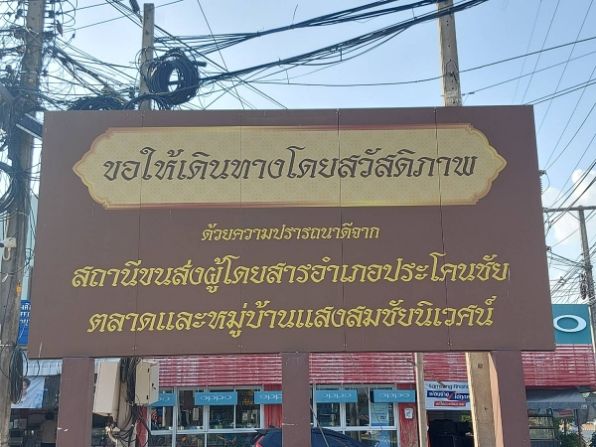 ขอให้เดินทางโดยสวัสดิภาพ
ด้วยความปรารถนาดีจาก
สถานีขนส่งผู้โดยสารอำเภอประโคนชัย
ตลาดและหมู่บ้านแสงสมชัยนิเวศน์
oppo
oppo
oppo
oppo